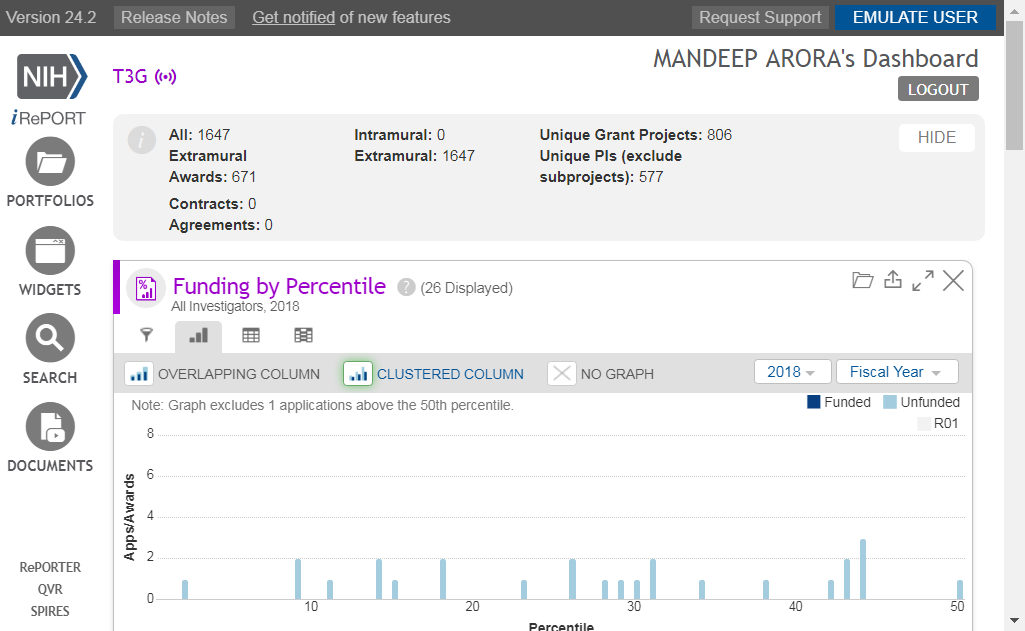 Version 24.2 Release Notes Get notified of new features Request Support EMULATE USER
NIH
iRePORT
T3G
MANDEEP ARORA's Dashboard
LOGOUT
PORTFOLIOS
WIDGETS
SEARCH
DOCUMENTS
RePORTER
QVR
SPIRES
i
All: 1647
Extramural
Awards: 671
Contracts: 0
Agreements: 0
Intramural: 0
Extramural: 1647
Unique Grant Projects: 806
Unique PIs (exclude
subprojects): 577
HIDE
%
Funding by Percentile ? (26 Displayed)
All Investigators, 2018
OVERLAPPING COLUMN CLUSTERED COLUMN NO GRAPH 2018 Fiscal Year
Note: Graph excludes 1 applications above the 50th percentile.
Funded Unfunded
R01
Apps/Awards
8
6
4
2
0
10 20 30 40 50
Percentile